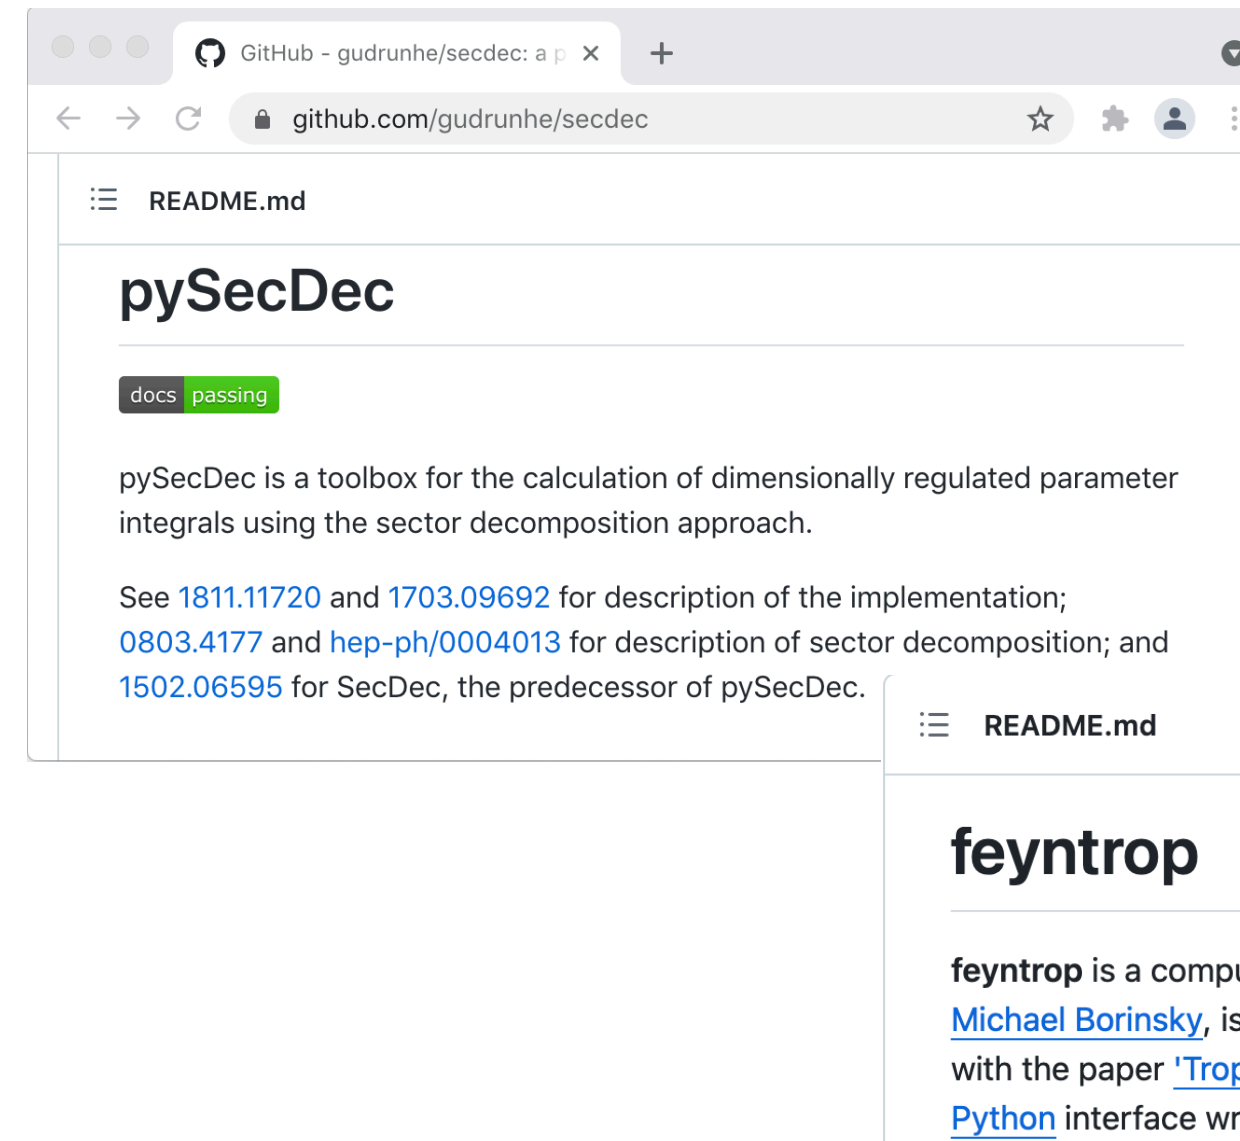 GitHub - gudrunhe/secdec: a p
github.com/gudrunhe/secdec
README.md
pySecDec
docs passing
pySecDec is a toolbox for the calculation of dimensionally regulated parameter
integrals using the sector decomposition approach.
See 1811.11720 and 1703.09692 for description of the implementation;
0803.4177 and hep-ph/0004013 for description of sector decomposition; and
1502.06595 for SecDec, the predecessor of pySecDec.
README.md
feyntrop
feyntrop is a compu
Michael Borinsky, is
with the paper 'Trop
Python interface wr